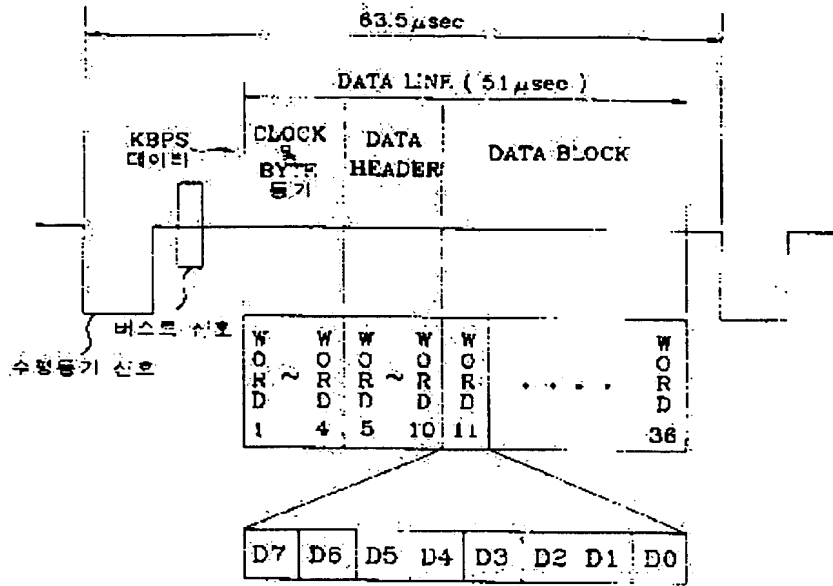 63.5μsec
DATA LINE ( 51 μsec )
KBPS
데이터
CLOCK
및
BYTE
동기
DATA
HEADER
DATA BLOCK
버스트 신호
수평동기 신호
WORD 1 ~ WORD 4 WORD 5 ~ WORD 10 WORD 11 · · · · WORD 36
D7 D6 D5 D4 D3 D2 D1 D0